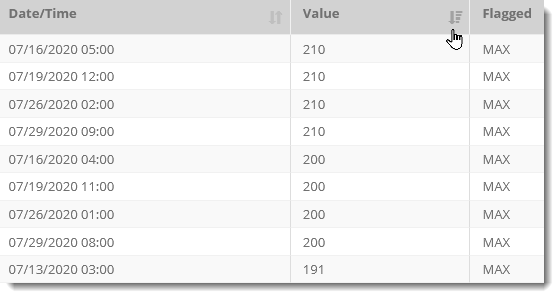 Date/Time Value Flagged
07/16/2020 05:00 210 MAX
07/19/2020 12:00 210 MAX
07/26/2020 02:00 210 MAX
07/29/2020 09:00 210 MAX
07/16/2020 04:00 200 MAX
07/19/2020 11:00 200 MAX
07/26/2020 01:00 200 MAX
07/29/2020 08:00 200 MAX
07/13/2020 03:00 191 MAX